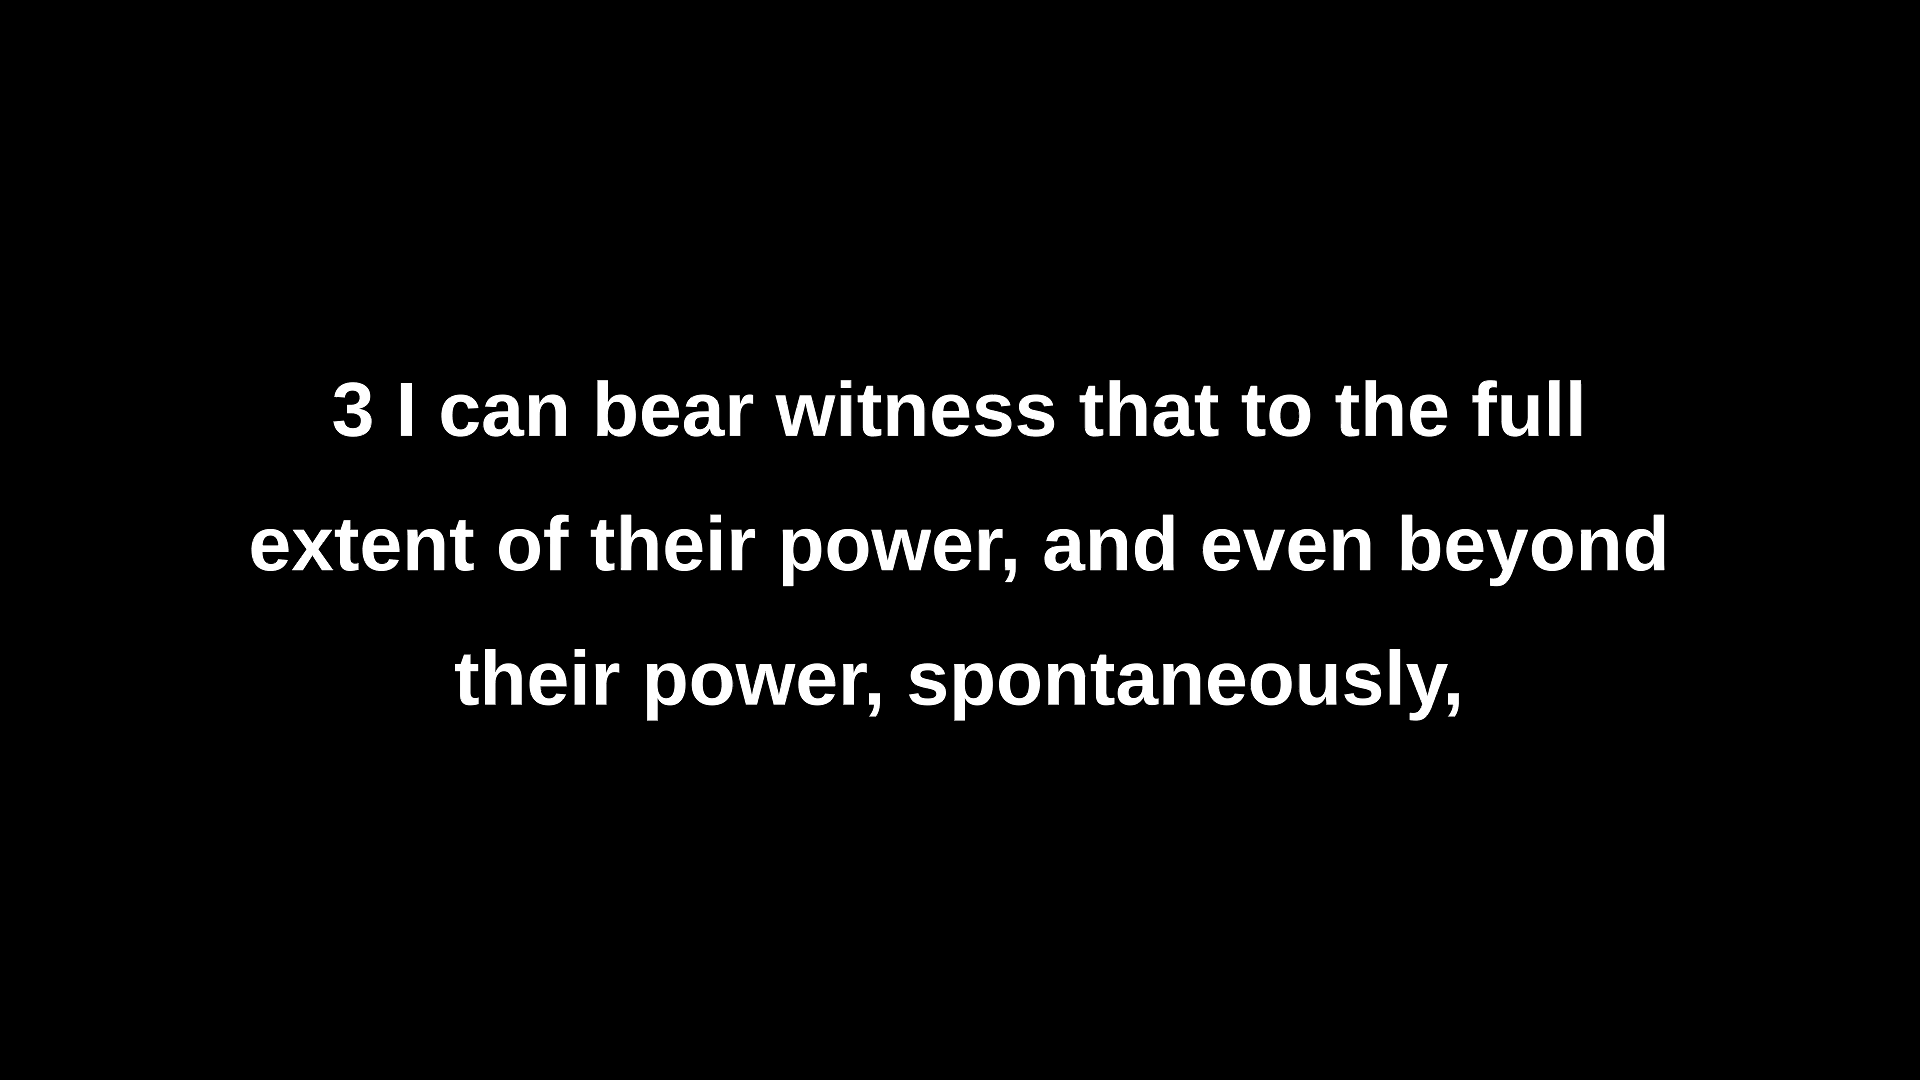 3 I can bear witness that to the full
extent of their power, and even beyond
their power, spontaneously,